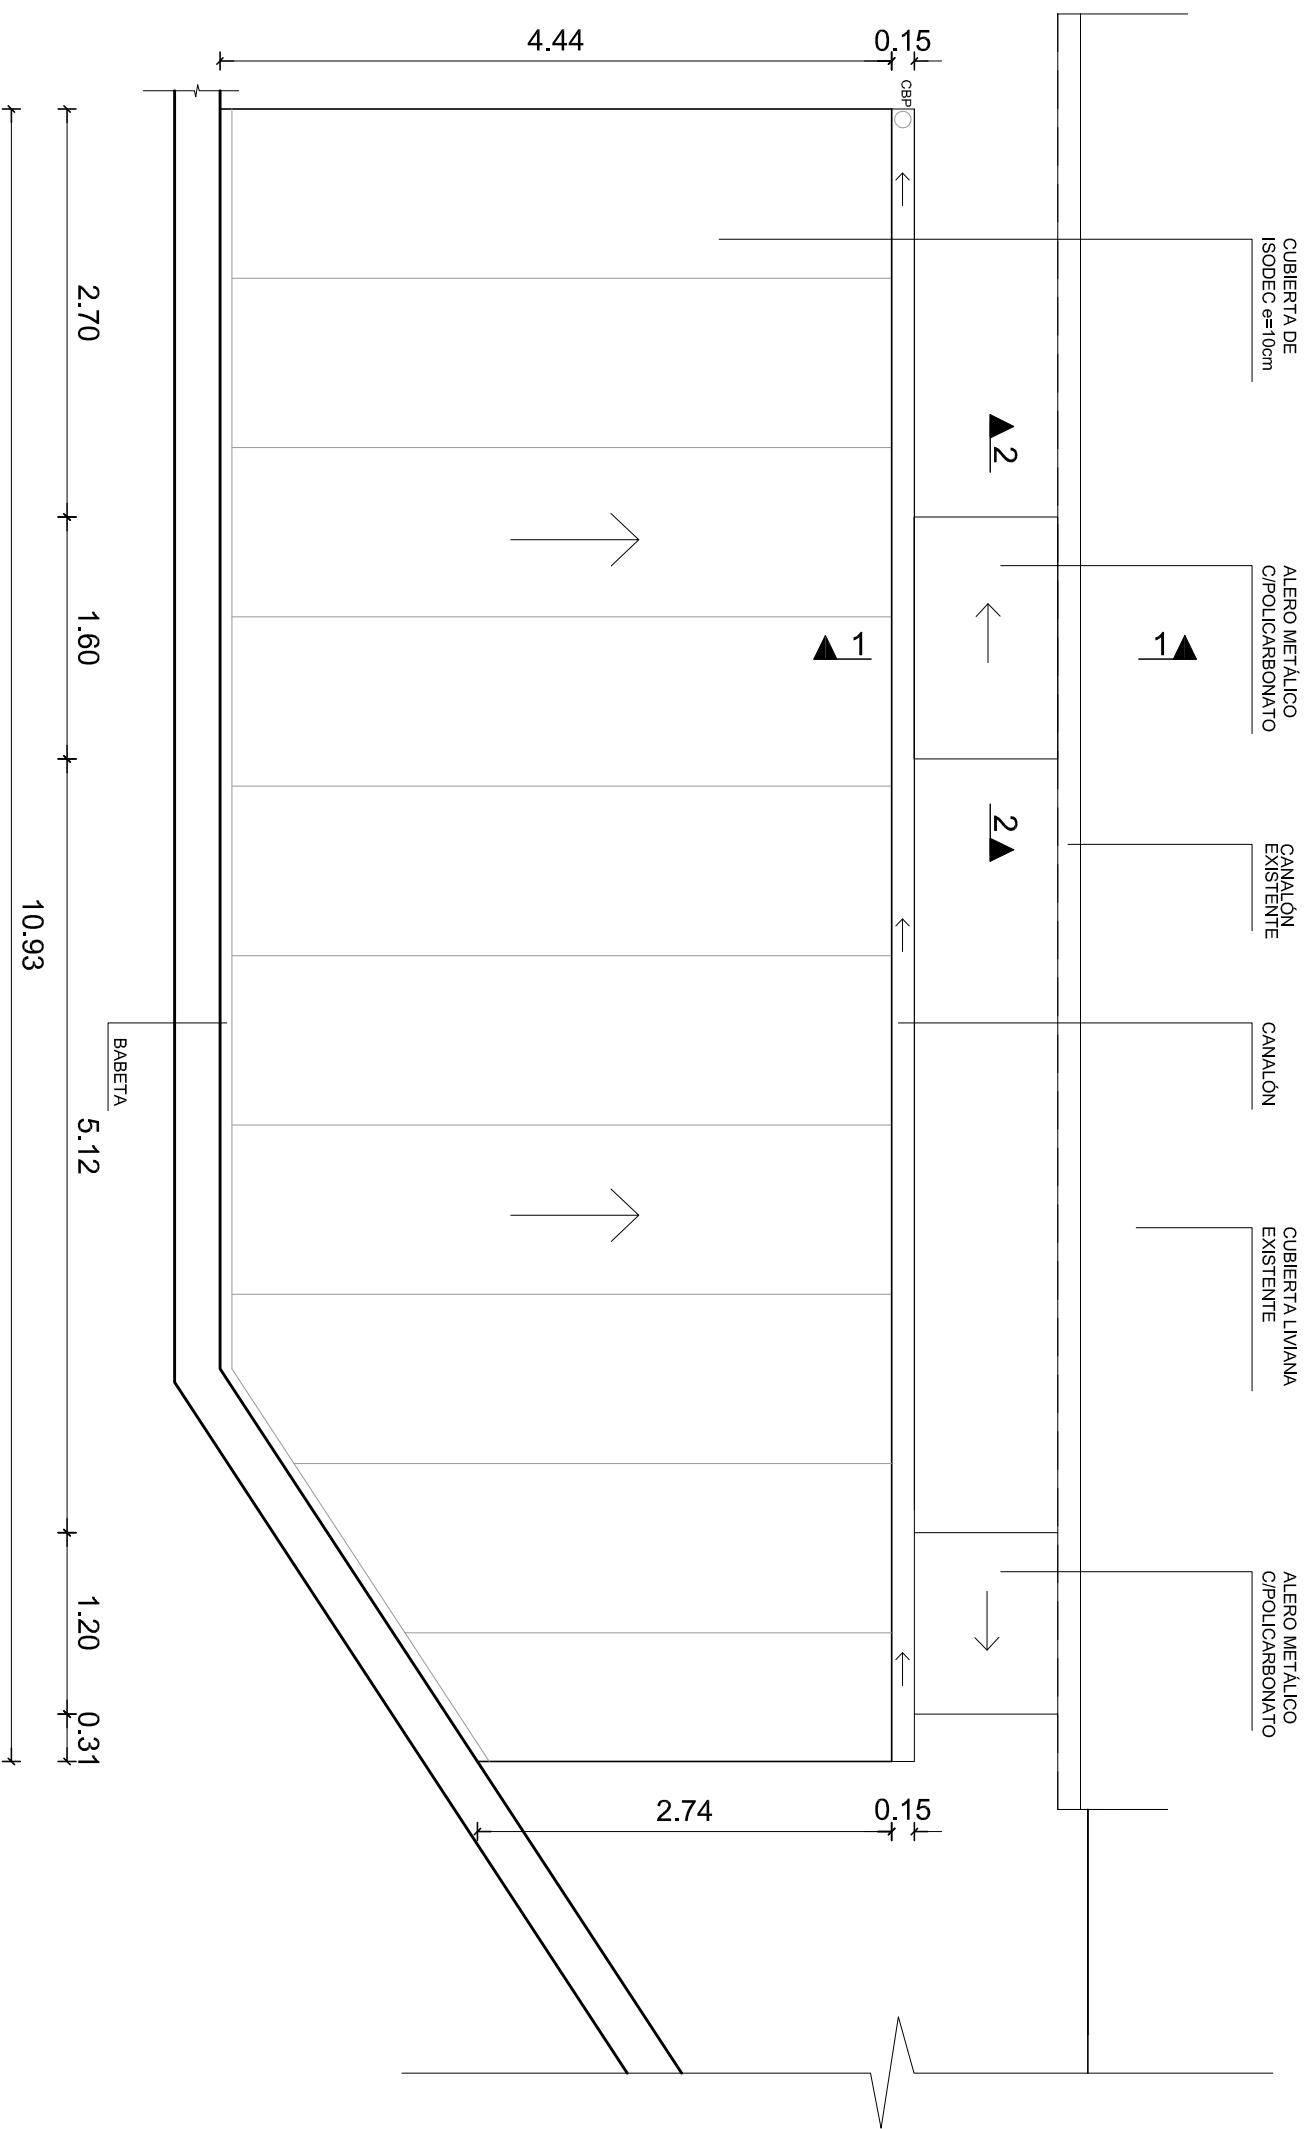 CUBIERTA DE
ISODEC e=10cm
ALERO METÁLICO
C/POLICARBONATO
CANALÓN
EXISTENTE
CANALÓN
CUBIERTA LIVIANA
EXISTENTE
ALERO METÁLICO
C/POLICARBONATO
4.44
0.15
CBP
2
1
1
2
2.74
0.15
BABETA
2.70
1.60
5.12
1.20
0.31
10.93